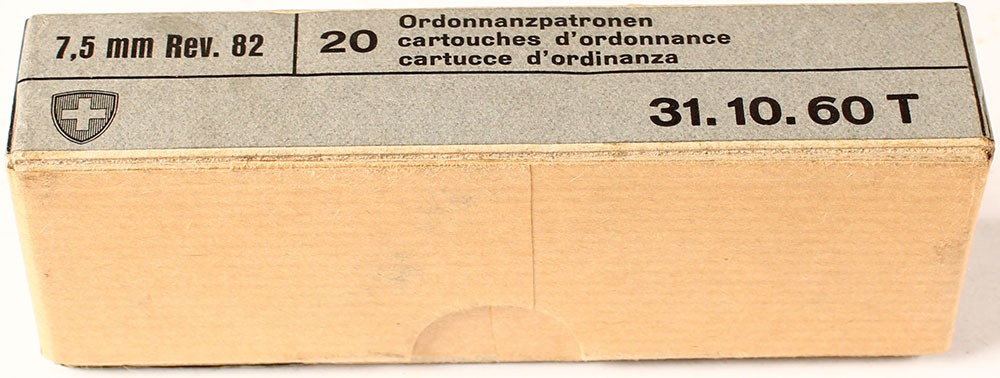 7,5 mm Rev. 82
20
Ordonnanzpatronen
cartouches d'ordonnance
cartucce d'ordinanza
31.10.60 T